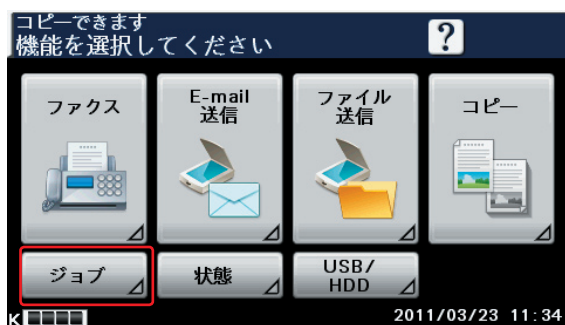 コピーできます
機能を選択してください
?
ファクス
E-mail
送信
ファイル
送信
コピー
ジョブ
状態
USB/
HDD
K
2011/03/23 11:34